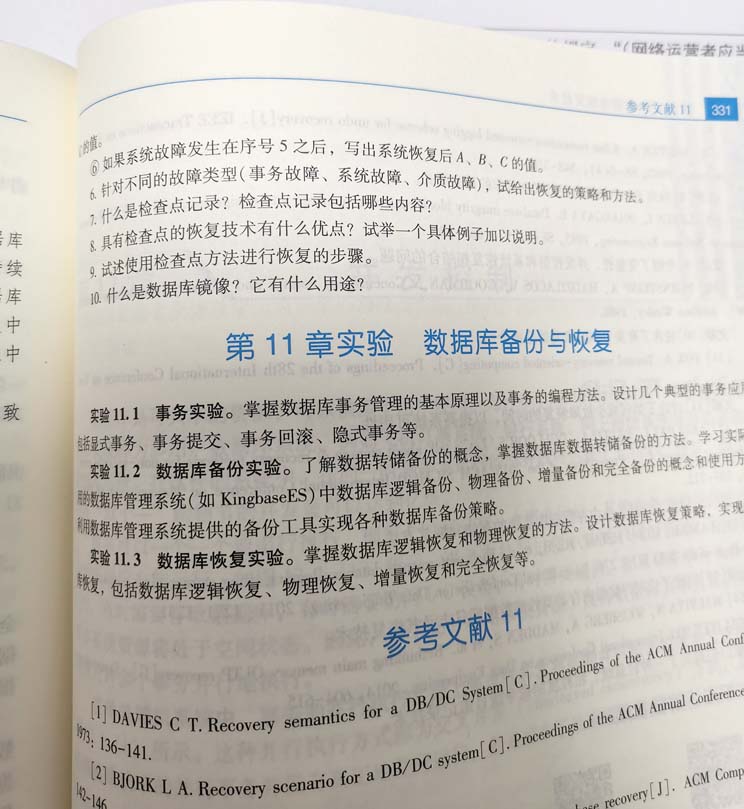 "(网络运营者应当
参考文献 11 331
的值。
⑥ 如果系统故障发生在序号 5 之后，写出系统恢复后 A、B、C 的值。
6. 针对不同的故障类型(事务故障、系统故障、介质故障)，试给出恢复的策略和方法。
7. 什么是检查点记录？检查点记录包括哪些内容？
8. 具有检查点的恢复技术有什么优点？试举一个具体例子加以说明。
9. 试述使用检查点方法进行恢复的步骤。
10. 什么是数据库镜像？它有什么用途？
第 11 章实验 数据库备份与恢复
实验 11.1 事务实验。掌握数据库事务管理的基本原理以及事务的编程方法。设计几个典型的事务应用
包括显式事务、事务提交、事务回滚、隐式事务等。
实验 11.2 数据库备份实验。了解数据转储备份的概念，掌握数据库数据转储备份的方法。学习实际
用的数据库管理系统(如 KingbaseES)中数据库逻辑备份、物理备份、增量备份和完全备份的概念和使用方
利用数据库管理系统提供的备份工具实现各种数据库备份策略。
实验 11.3 数据库恢复实验。掌握数据库逻辑恢复和物理恢复的方法。设计数据库恢复策略，实现
库恢复，包括数据库逻辑恢复、物理恢复、增量恢复和完全恢复等。
参考文献 11
[1] DAVIES C T. Recovery semantics for a DB/DC System[C]. Proceedings of the ACM Annual Conf
1973: 136-141.
[2] BJORK L A. Recovery scenario for a DB/DC system[C]. Proceedings of the ACM Annual Conference
142-146
recovery[J]. ACM Comp
库
续
库
中
中
致